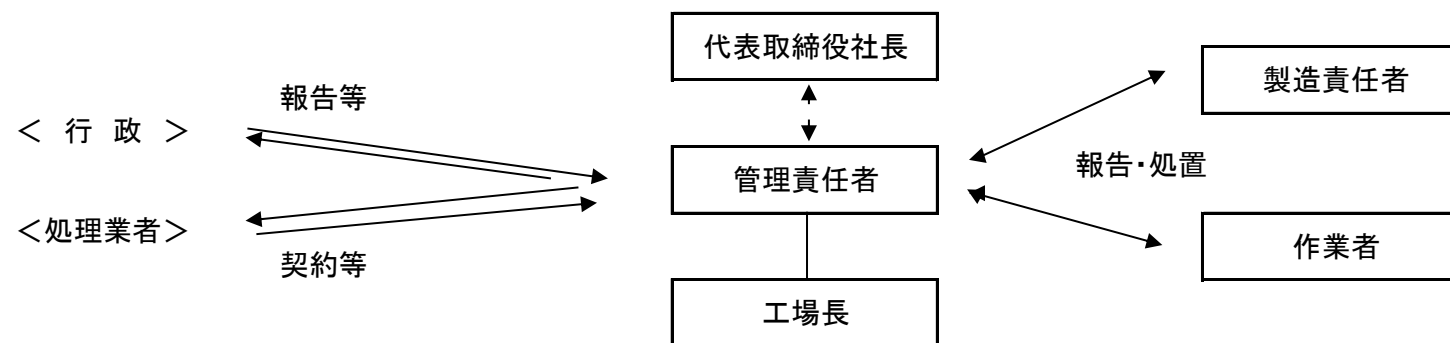 代表取締役社長
製造責任者
報告等
＜ 行 政 ＞
報告・処置
管理責任者
＜処理業者＞
作業者
契約等
工場長